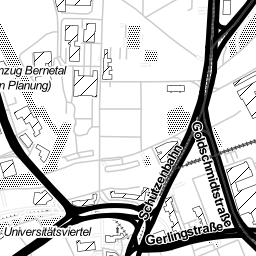 nzug Bernetal
n Planung)
Schützenbahn
Goldschmidtstraße
Universitätsviertel
Gerlingstraße